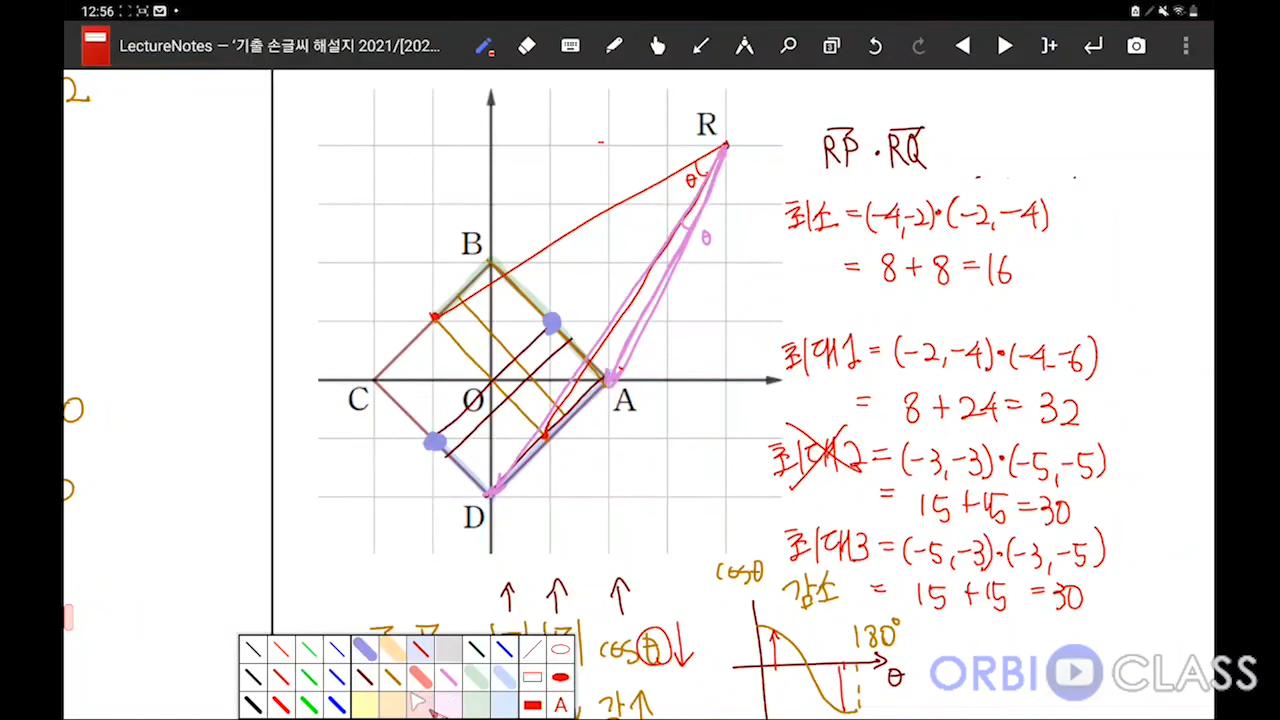 12:56
LectureNotes — ‘기출 손글씨 해설지 2021/[202...
2
R
RP · RQ
θ
θ
최소 = (-4,-2)·(-2,-4)
B
= 8+8=16
최대1 = (-2,-4)·(-4,-6)
C
O
A
= 8+24= 32
최대2 = (-3,-3)·(-5,-5)
= 15+15=30
D
최대3 = (-5,-3)·(-3,-5)
cosθ
감소
= 15+15 =30
cosθ
180°
θ
A
ORBI CLASS